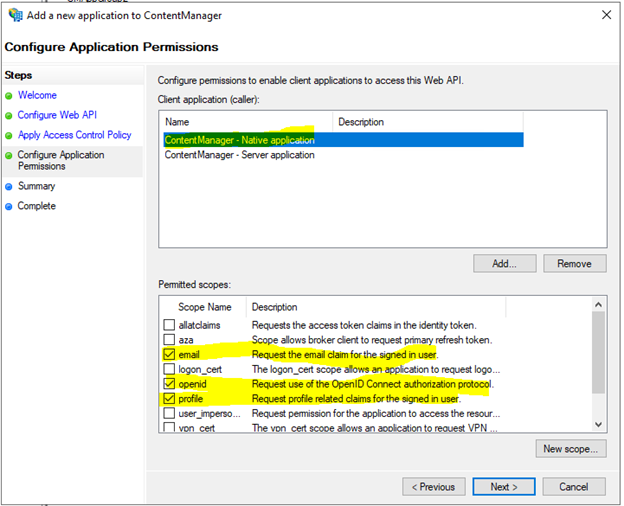 Add a new application to ContentManager
Configure Application Permissions
Steps
Welcome
Configure Web API
Apply Access Control Policy
Configure Application
Permissions
Summary
Complete
Configure permissions to enable client applications to access this Web API.
Client application (caller):
Name Description
ContentManager - Native application
ContentManager - Server application
Add... Remove
Permitted scopes:
Scope Name Description
allatclaims Requests the access token claims in the identity token.
aza Scope allows broker client to request primary refresh token.
email Request the email claim for the signed in user.
logon_cert The logon_cert scope allows an application to request logo...
openid Request use of the OpenID Connect authorization protocol.
profile Request profile related claims for the signed in user.
user_imperso... Request permission for the application to access the resour...
vpn_cert The vpn_cert scope allows an application to request VPN ...
New scope...
< Previous Next > Cancel